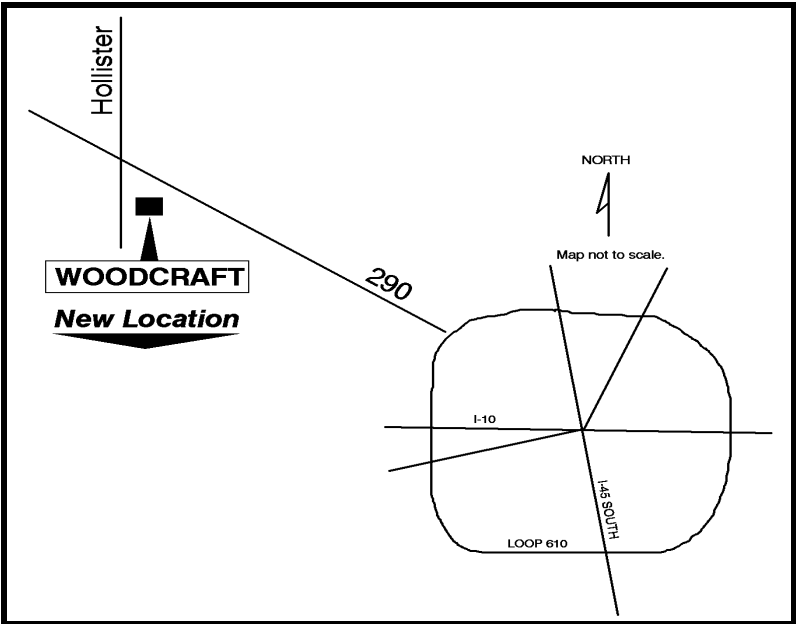 Hollister
NORTH
Map not to scale.
WOODCRAFT
New Location
290
I-10
I-45 SOUTH
LOOP 610